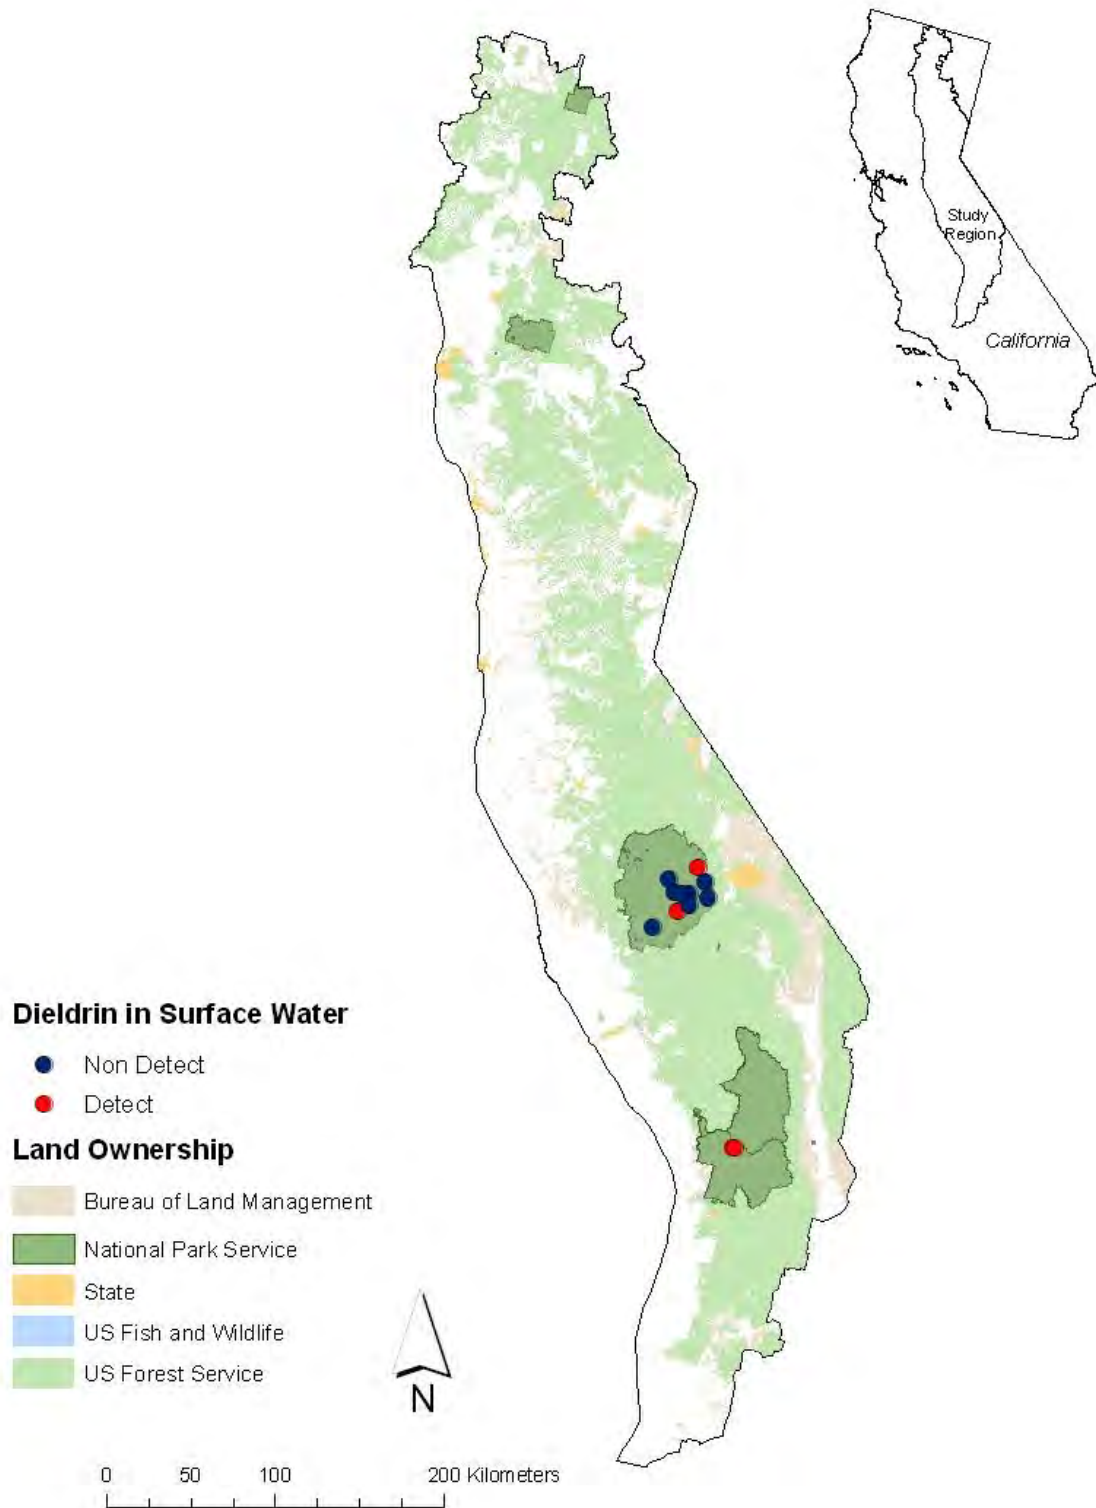 Study
Region
California
Dieldrin in Surface Water
Non Detect
Detect
Land Ownership
Bureau of Land Management
National Park Service
State
US Fish and Wildlife
US Forest Service
N
0 50 100 200 Kilometers